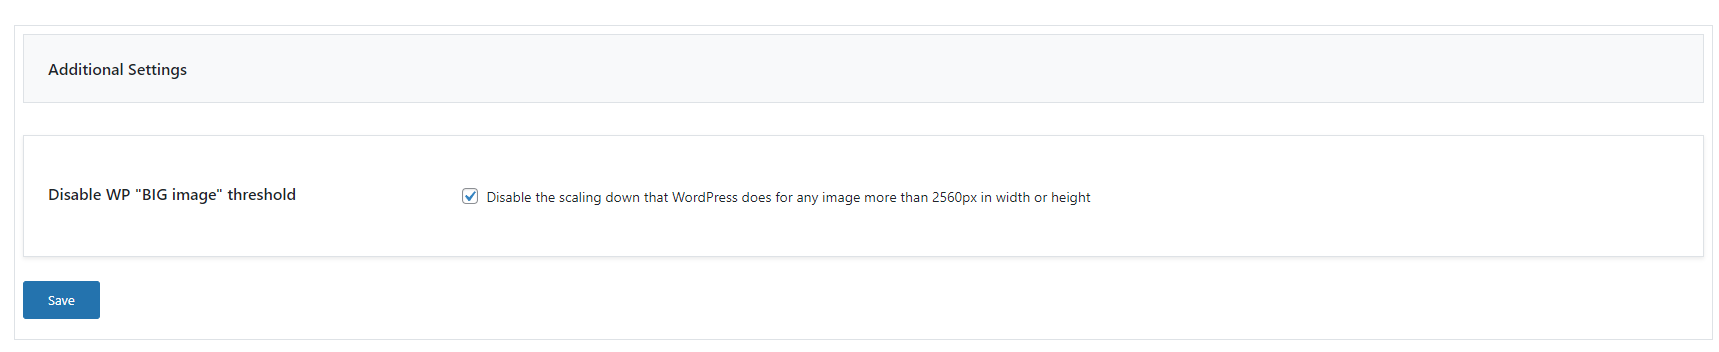 Additional Settings
Disable WP "BIG image" threshold
Disable the scaling down that WordPress does for any image more than 2560px in width or height
Save